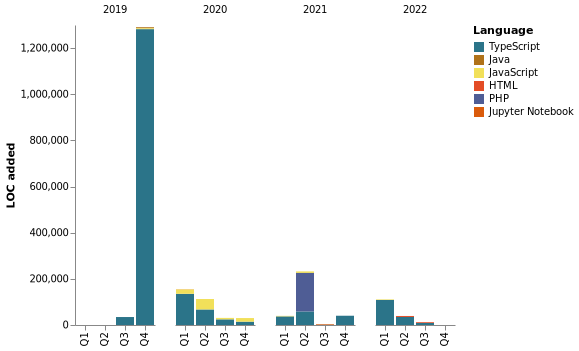 2019 2020 2021 2022
Language
TypeScript
Java
JavaScript
HTML
PHP
Jupyter Notebook
LOC added
1,200,000
1,000,000
800,000
600,000
400,000
200,000
0
Q1 Q2 Q3 Q4 Q1 Q2 Q3 Q4 Q1 Q2 Q3 Q4 Q1 Q2 Q3 Q4